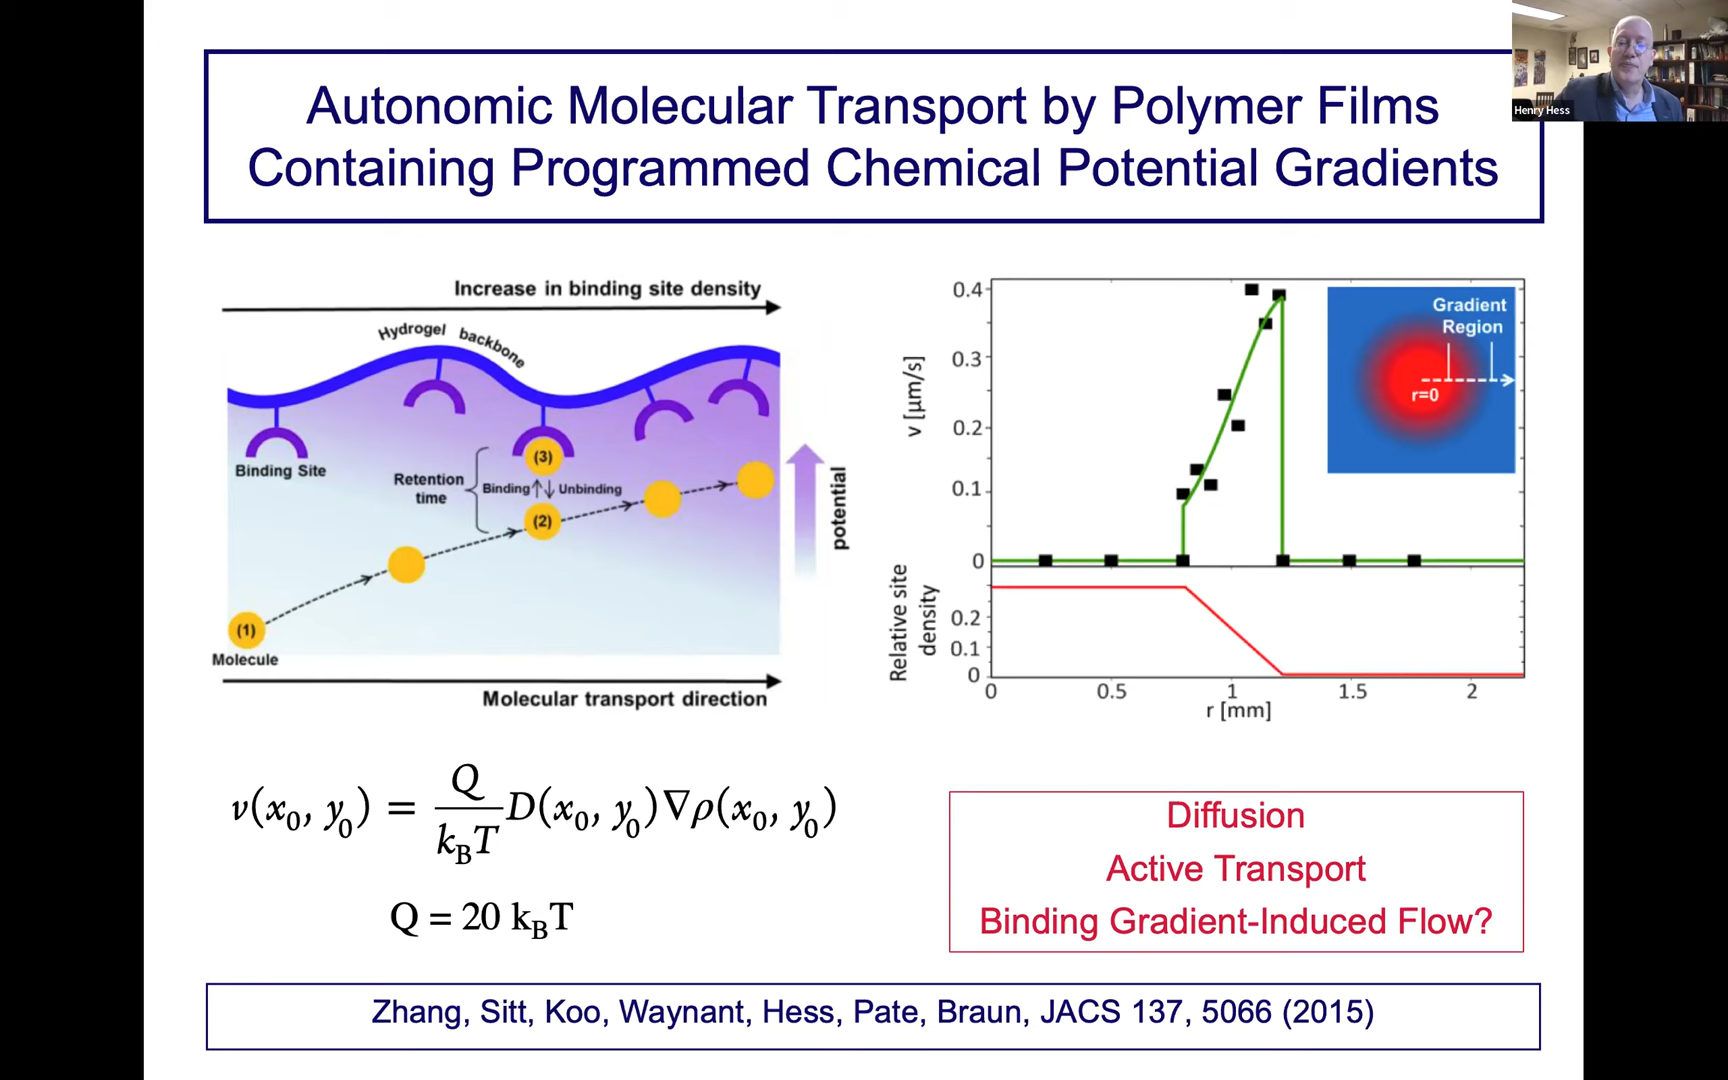 Autonomic Molecular Transport by Polymer Films
Containing Programmed Chemical Potential Gradients
Henry Hess
Increase in binding site density
Hydrogel backbone
Binding Site
Retention
time
(3)
Binding Unbinding
(2)
(1)
Molecule
potential
Molecular transport direction
v [µm/s]
0.4
0.3
0.2
0.1
0
Gradient
Region
r=0
Relative site
density
0.2
0.1
0
0 0.5 1 1.5 2
r [mm]
v(x₀, y₀) = Q/k_BT D(x₀, y₀)∇ρ(x₀, y₀)
Q = 20 k_BT
Diffusion
Active Transport
Binding Gradient-Induced Flow?
Zhang, Sitt, Koo, Waynant, Hess, Pate, Braun, JACS 137, 5066 (2015)